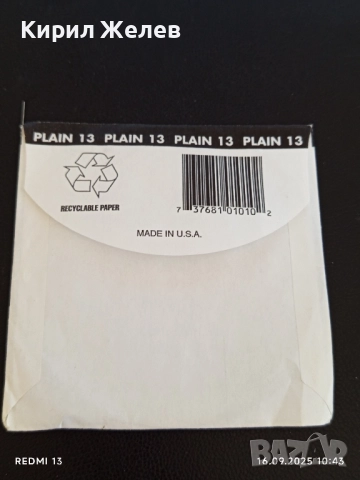 Кирил Желев
PLAIN 13 PLAIN 13 PLAIN 13 PLAIN 13
RECYCLABLE PAPER
7 37681 01010 2
MADE IN U.S.A.
REDMI 13
16.09.2025 10:43
BAZAR